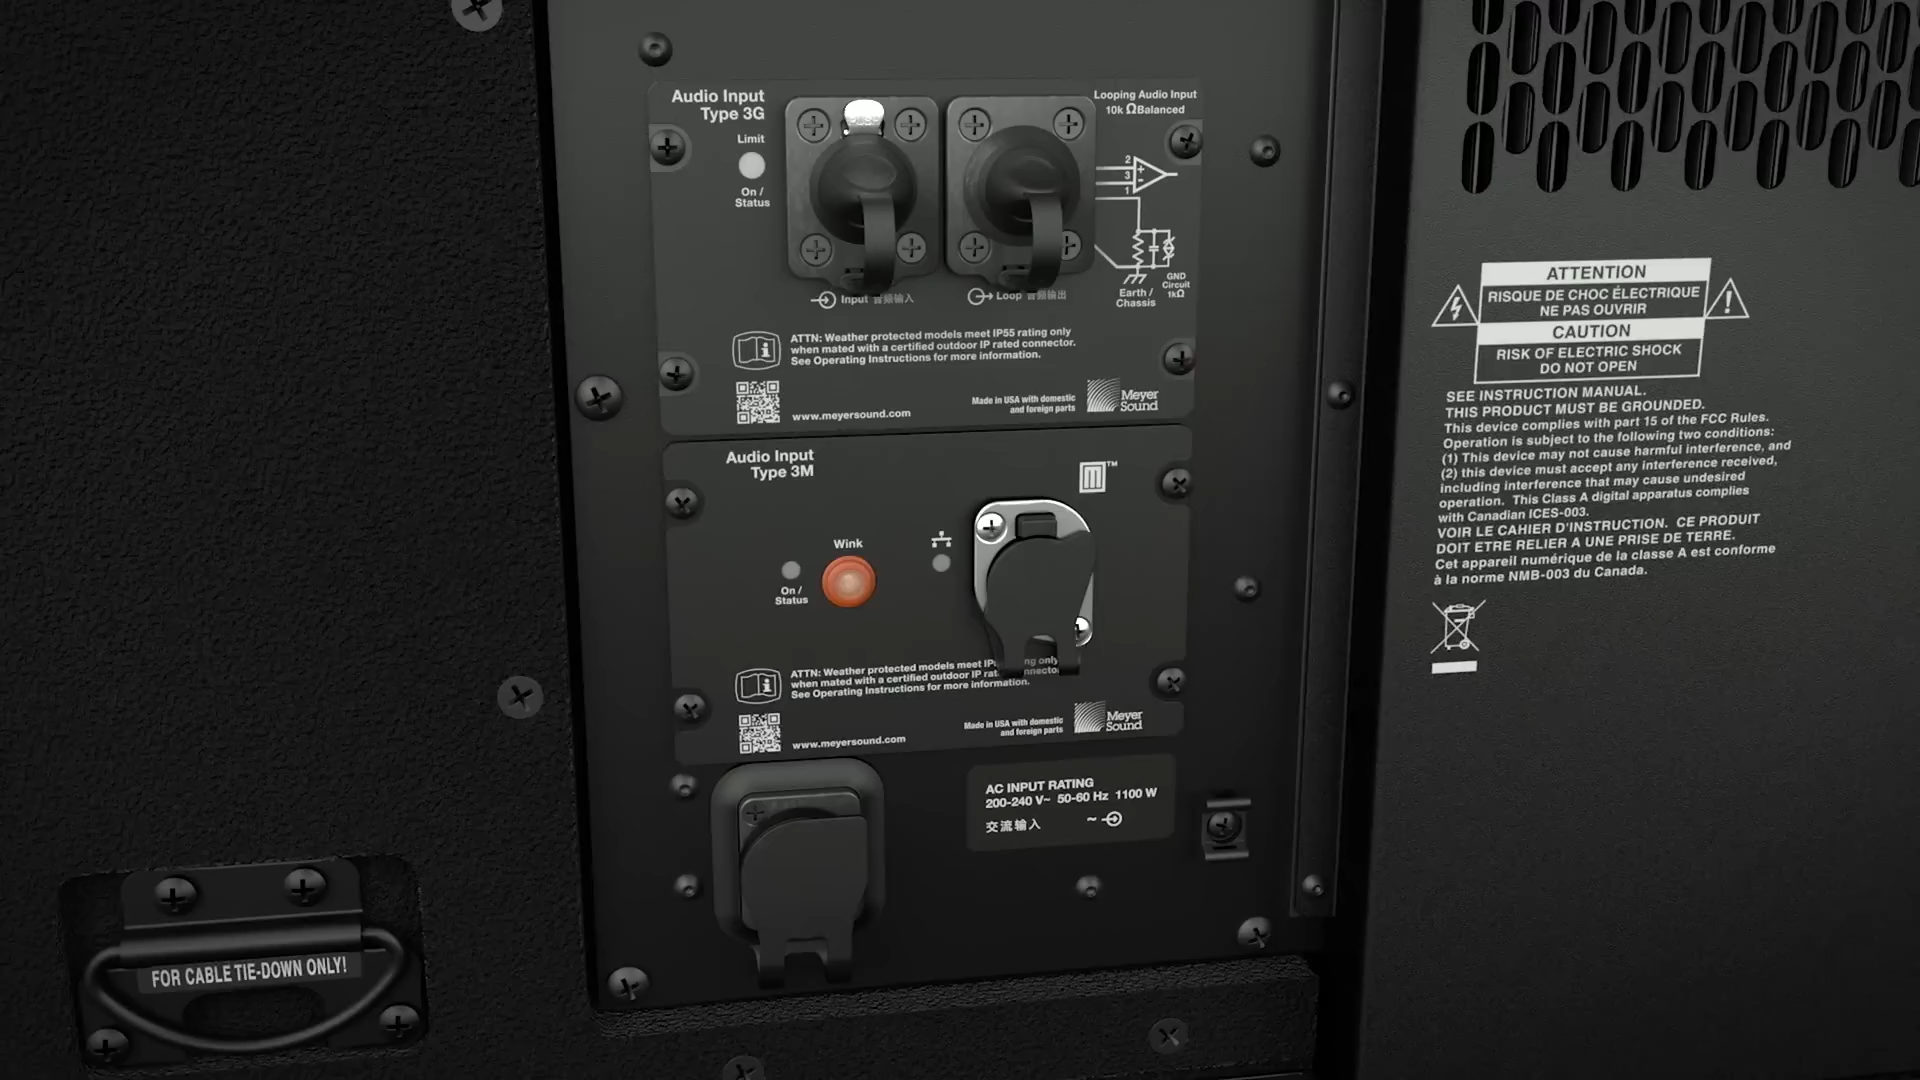 Audio Input
Type 3G
Limit
On /
Status
Looping Audio Input
10k Ω Balanced
2
3
1
+
-
Earth /
Chassis
GND
Circuit
1kΩ
Input 音頻输入
Loop 音頻输出
ATTN: Weather protected models meet IP55 rating only
when mated with a certified outdoor IP rated connector.
See Operating Instructions for more information.
www.meyersound.com
Made in USA with domestic
and foreign parts
Meyer
Sound
Audio Input
Type 3M
TM
Wink
On /
Status
ATTN: Weather protected models meet only
when mated with a certified outdoor IP
See Operating Instructions for more information.
www.meyersound.com
Made in USA with domestic
and foreign parts
Meyer
Sound
AC INPUT RATING
200-240 V~ 50-60 Hz 1100 W
交流输入 ~
FOR CABLE TIE-DOWN ONLY!
ATTENTION
RISQUE DE CHOC ÉLECTRIQUE
NE PAS OUVRIR
CAUTION
RISK OF ELECTRIC SHOCK
DO NOT OPEN
!
SEE INSTRUCTION MANUAL.
THIS PRODUCT MUST BE GROUNDED.
This device complies with part 15 of the FCC Rules.
Operation is subject to the following two conditions:
(1) This device may not cause harmful interference, and
(2) this device must accept any interference received,
including interference that may cause undesired
operation. This Class A digital apparatus complies
with Canadian ICES-003.
VOIR LE CAHIER D'INSTRUCTION. CE PRODUIT
DOIT ETRE RELIER A UNE PRISE DE TERRE.
Cet appareil numérique de la classe A est conforme
à la norme NMB-003 du Canada.